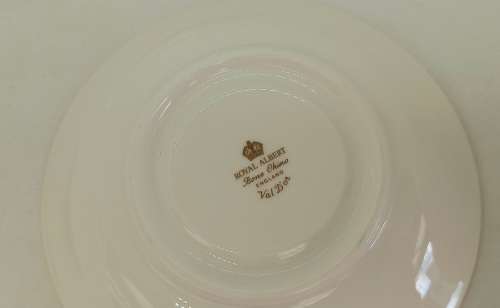 ROYAL ALBERT
Bone China
ENGLAND
Val D'or